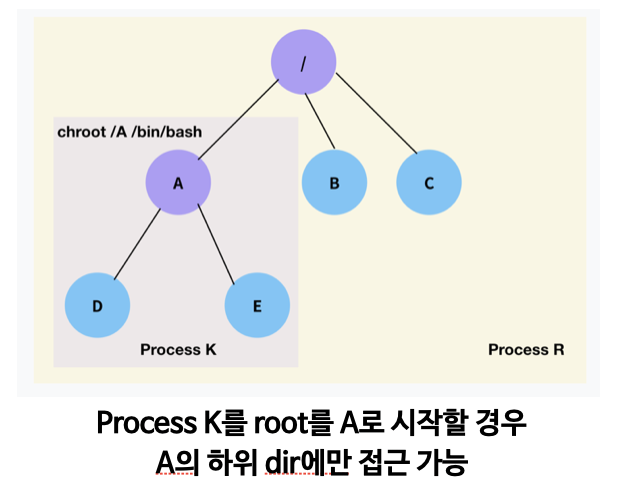 /
chroot /A /bin/bash
A
B
C
D
E
Process K
Process R
Process K를 root를 A로 시작할 경우
A의 하위 dir에만 접근 가능